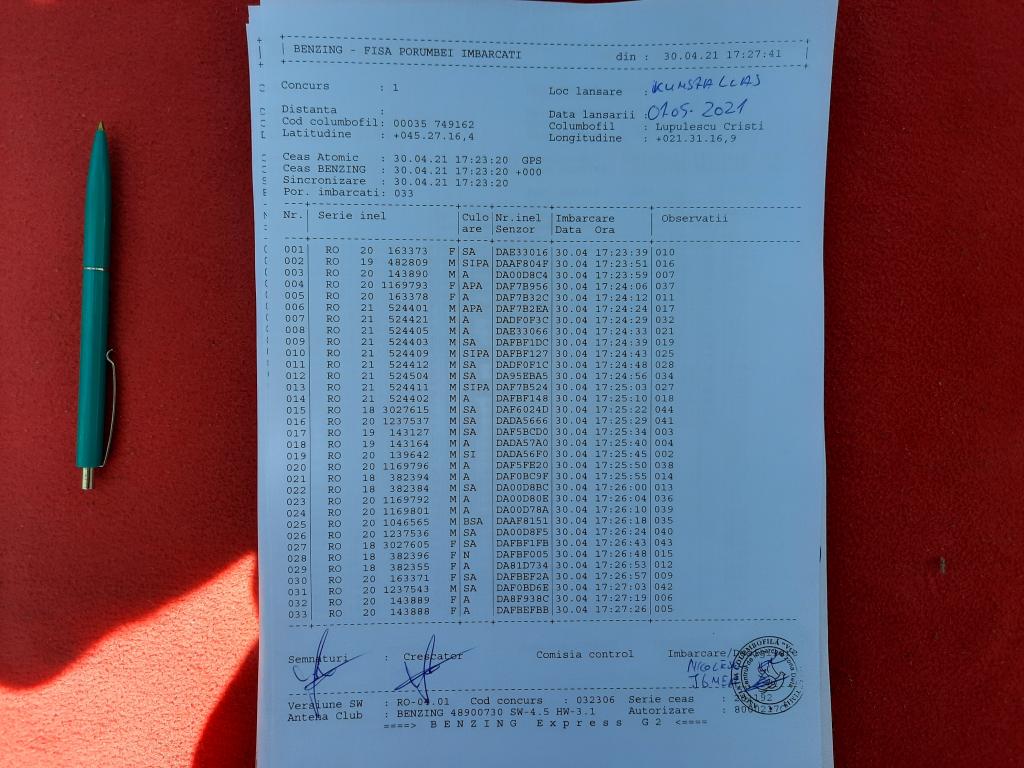 BENZING - FISA PORUMBEI IMBARCATI din : 30.04.21 17:27:41
Concurs : 1 Loc lansare :
Distanta : Data lansarii : 01.05. 2021
Cod columbofil: 00035 749162 Columbofil : Lupulescu Cristi
Latitudine : +045.27.16,4 Longitudine : +021.31.16,9
Ceas Atomic : 30.04.21 17:23:20 GPS
Ceas BENZING : 30.04.21 17:23:20 +000
Sincronizare : 30.04.21 17:23:20
Por. imbarcati: 033
Nr. Serie inel Culo Nr.inel Imbarcare Observatii
are Senzor Data Ora
001 RO 20 163373 F SA DAE33016 30.04 17:23:39 010
002 RO 19 482809 M SIPA DAAF804F 30.04 17:23:51 016
003 RO 20 143890 M A DA00D8C4 30.04 17:23:59 007
004 RO 20 1169793 F APA DAF7B956 30.04 17:24:06 037
005 RO 20 163378 F A DAF7B32C 30.04 17:24:12 011
006 RO 21 524401 M APA DAF7B2EA 30.04 17:24:24 017
007 RO 21 524421 M A DADF0F3C 30.04 17:24:29 032
008 RO 21 524405 M A DAE33066 30.04 17:24:33 021
009 RO 21 524403 M SA DAFBF1DC 30.04 17:24:39 019
010 RO 21 524409 M SIPA DAFBF127 30.04 17:24:43 025
011 RO 21 524412 M SA DADF0F1C 30.04 17:24:48 028
012 RO 21 524504 M SA DA95EBA5 30.04 17:24:56 034
013 RO 21 524411 M SIPA DAF7B524 30.04 17:25:03 027
014 RO 21 524402 M A DAFBF148 30.04 17:25:10 018
015 RO 18 3027615 M SA DAF6024D 30.04 17:25:22 044
016 RO 20 1237537 M SA DADA5666 30.04 17:25:29 041
017 RO 19 143127 M SA DAF5BCD0 30.04 17:25:34 003
018 RO 19 143164 M A DADA57A0 30.04 17:25:40 004
019 RO 20 139642 M SI DADA56F0 30.04 17:25:45 002
020 RO 20 1169796 M A DAF5FE20 30.04 17:25:50 038
021 RO 18 382394 M A DAF0BC9F 30.04 17:25:55 014
022 RO 18 382384 M SA DA00D8BC 30.04 17:26:00 013
023 RO 20 1169792 M A DA00D80E 30.04 17:26:04 036
024 RO 20 1169801 M A DA00D78A 30.04 17:26:10 039
025 RO 20 1046565 M BSA DAAF8151 30.04 17:26:18 035
026 RO 20 1237536 M SA DA00D8F5 30.04 17:26:24 040
027 RO 18 3027605 F SA DAFBF1FB 30.04 17:26:43 043
028 RO 18 382396 F N DAFBF005 30.04 17:26:48 015
029 RO 18 382355 F A DA81D734 30.04 17:26:53 012
030 RO 20 163371 F SA DAFBEF2A 30.04 17:26:57 009
031 RO 20 1237543 M SA DAF0BD6E 30.04 17:27:03 042
032 RO 20 143889 F A DA8F938C 30.04 17:27:19 006
033 RO 20 143888 F A DAFBEFBB 30.04 17:27:26 005
Semnaturi : Crescator Comisia control
Versiune SW : RO-04.01 Cod concurs : 032306 Serie ceas :
Antena Club : BENZING 48900730 SW-4.5 HW-3.1 Autorizare :
====> BENZING Express G2 <====